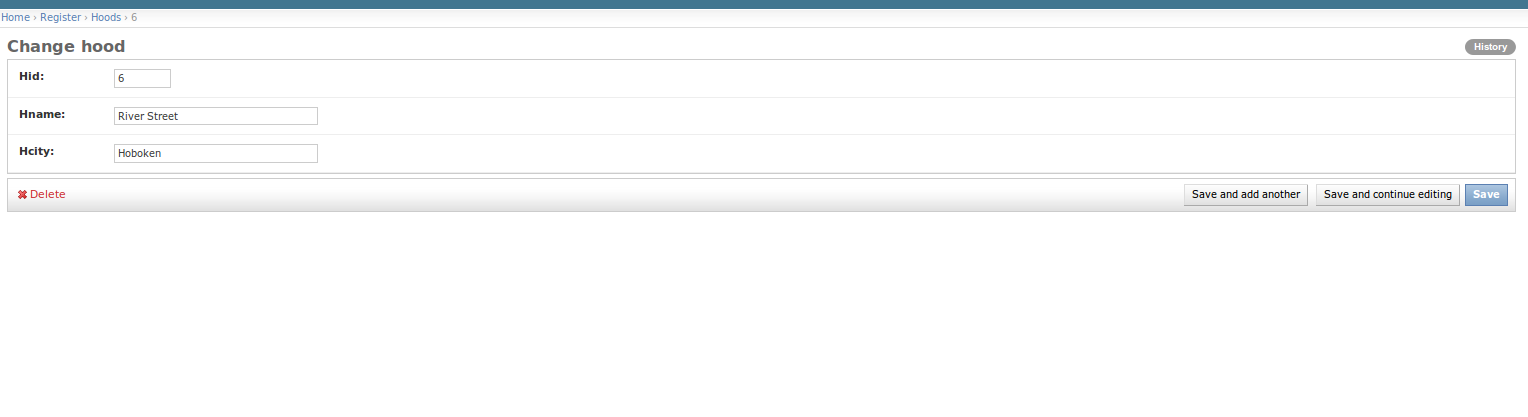 Home › Register › Hoods › 6
Change hood
History
Hid: 6
Hname: River Street
Hcity: Hoboken
Delete
Save and add another
Save and continue editing
Save